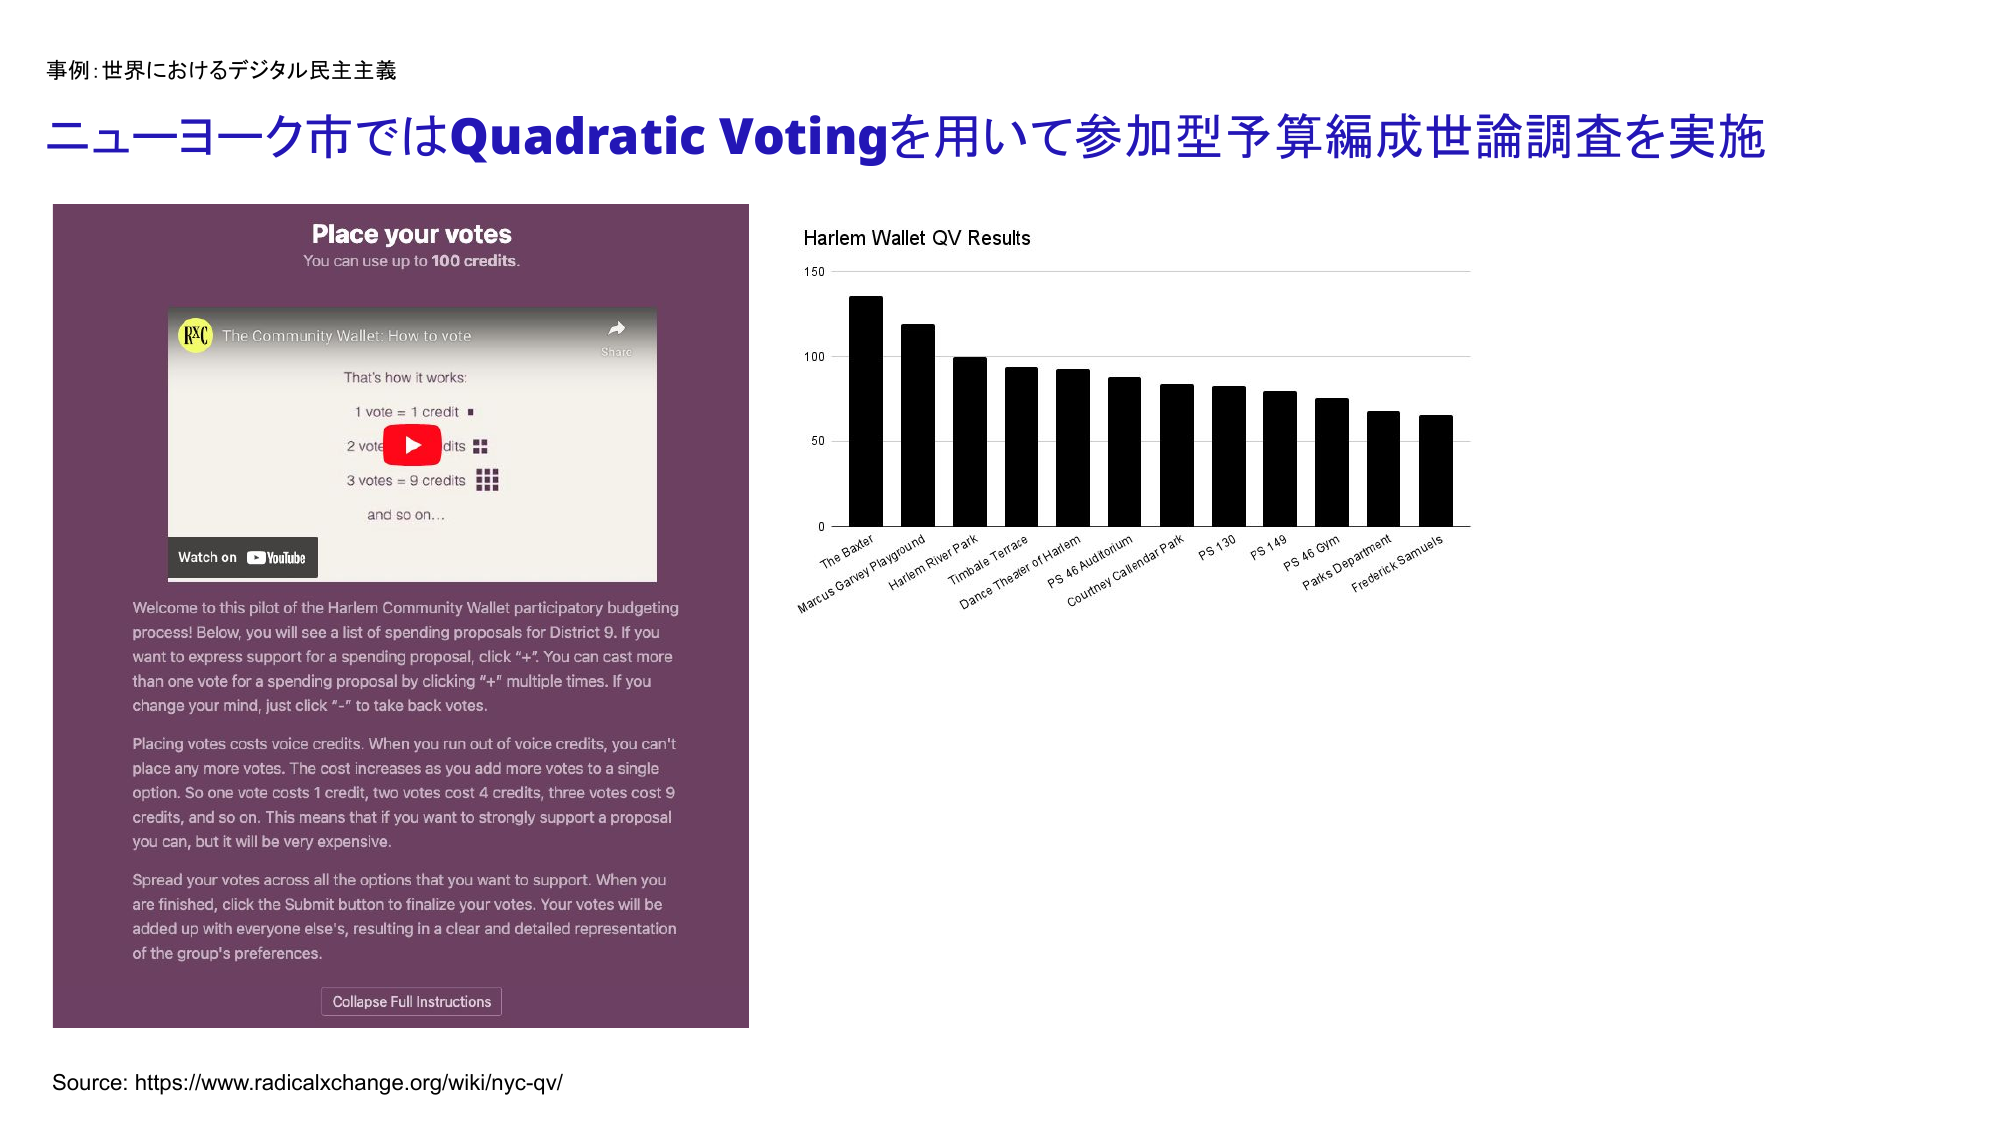 事例：世界におけるデジタル民主主義
ニューヨーク市ではQuadratic Votingを用いて参加型予算編成世論調査を実施
Place your votes
You can use up to 100 credits.
RXC
The Community Wallet: How to vote
Share
That's how it works:
1 vote = 1 credit
2 vote dits
3 votes = 9 credits
and so on...
Watch on YouTube
Welcome to this pilot of the Harlem Community Wallet participatory budgeting
process! Below, you will see a list of spending proposals for District 9. If you
want to express support for a spending proposal, click “+”. You can cast more
than one vote for a spending proposal by clicking “+” multiple times. If you
change your mind, just click “-” to take back votes.
Placing votes costs voice credits. When you run out of voice credits, you can't
place any more votes. The cost increases as you add more votes to a single
option. So one vote costs 1 credit, two votes cost 4 credits, three votes cost 9
credits, and so on. This means that if you want to strongly support a proposal
you can, but it will be very expensive.
Spread your votes across all the options that you want to support. When you
are finished, click the Submit button to finalize your votes. Your votes will be
added up with everyone else's, resulting in a clear and detailed representation
of the group's preferences.
Collapse Full Instructions
Harlem Wallet QV Results
150
100
50
0
The Baxter
Marcus Garvey Playground
Harlem River Park
Timbale Terrace
Dance Theater of Harlem
PS 46 Auditorium
Courtney Callendar Park
PS 130
PS 149
PS 46 Gym
Parks Department
Frederick Samuels
Source: https://www.radicalxchange.org/wiki/nyc-qv/